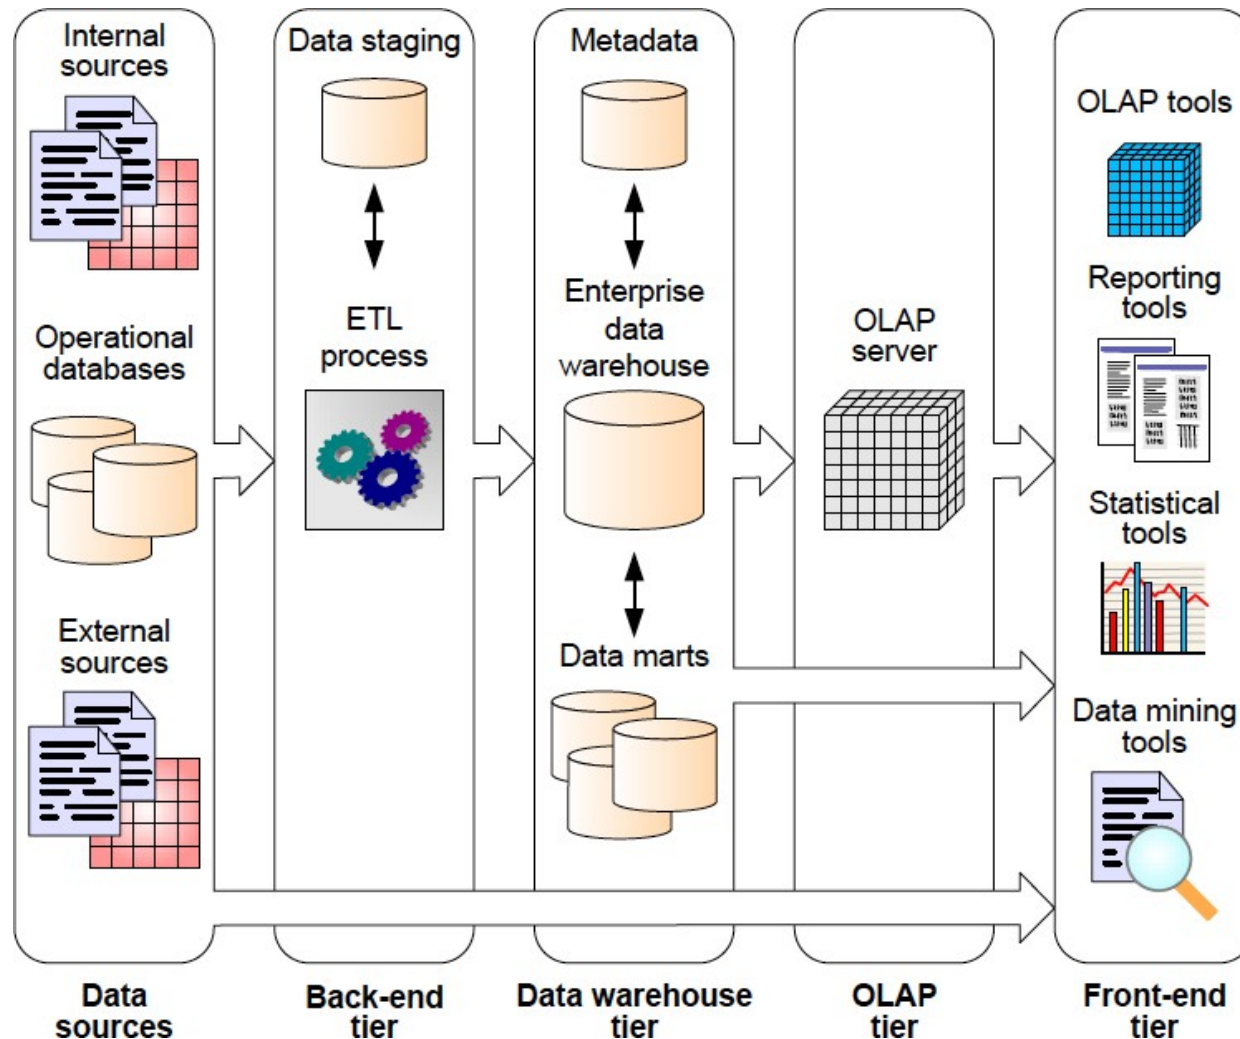 Internal
sources
Operational
databases
External
sources
Data
sources
Data staging
ETL
process
Back-end
tier
Metadata
Enterprise
data
warehouse
Data marts
Data warehouse
tier
OLAP
server
OLAP
tier
OLAP tools
Reporting
tools
Statistical
tools
Data mining
tools
Front-end
tier